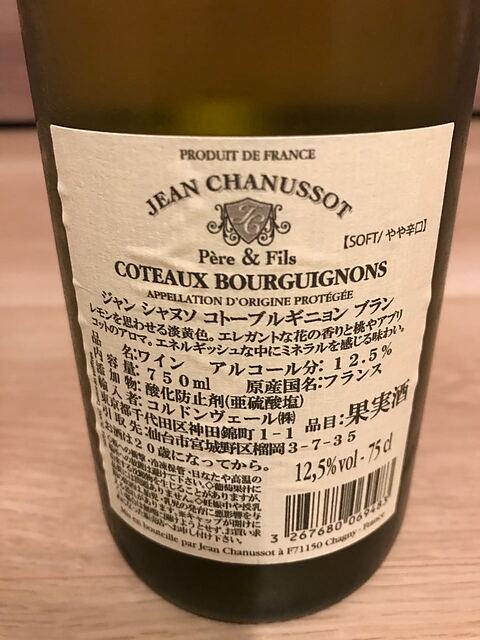 PRODUIT DE FRANCE
JEAN CHANUSSOT
JC
Père & Fils
【SOFT/やや辛口】
COTEAUX BOURGUIGNONS
APPELLATION D'ORIGINE PROTÉGÉE
ジャン シャヌソ コトーブルギニョン ブラン
レモンを思わせる淡黄色。エレガントな花の香りと桃やアプリ
コットのアロマ。エネルギッシュな中にミネラルを感じる味わい。
品 名:ワイン アルコール分:12.5%
内容量:750ml 原産国名:フランス
添加物:酸化防止剤(亜硫酸塩)
輸入者:コルドンヴェール㈱
東京都千代田区神田錦町1-1 品目:果実酒
引取先:仙台市宮城野区榴岡3-7-35
お酒は20歳になってから。
12,5%vol - 75 cl
3 267680 069483
Mis en bouteille par Jean Chanussot à F71150 Chagny - France